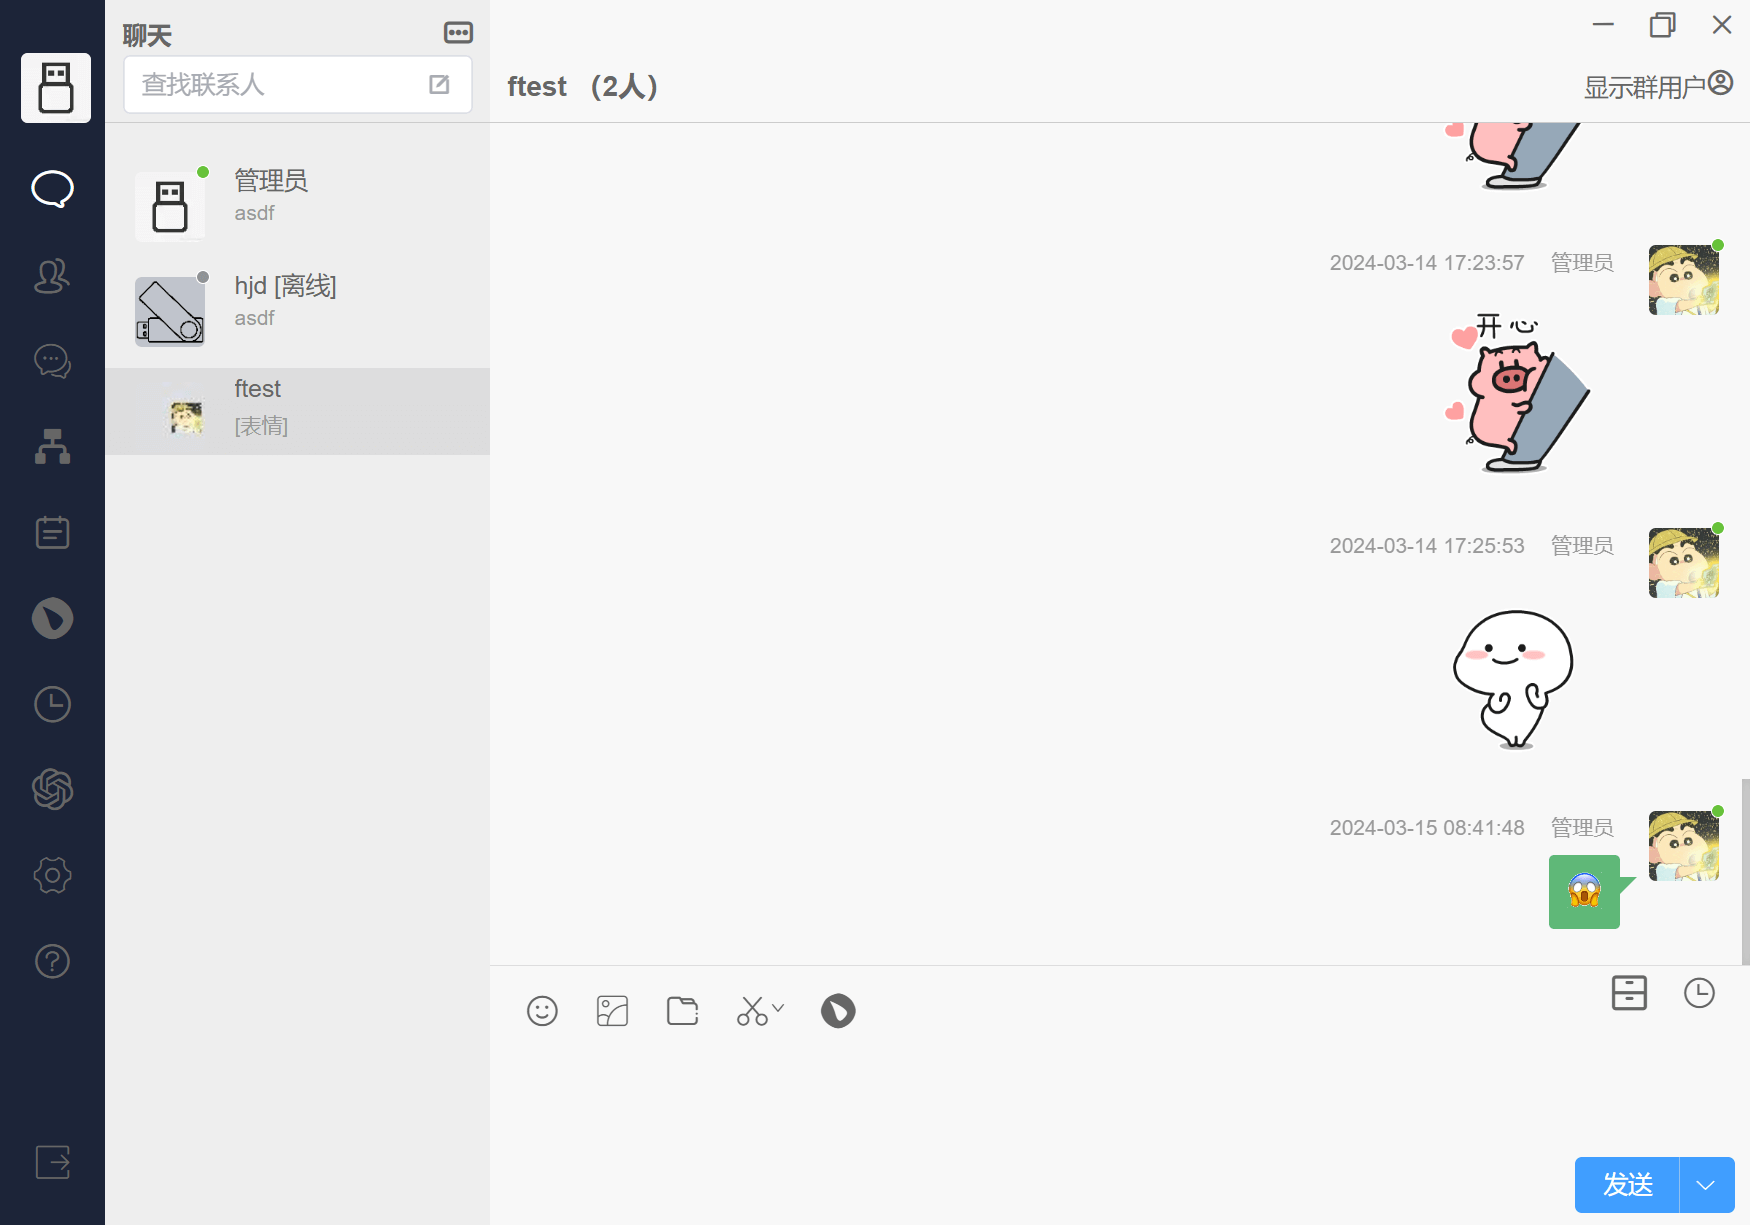 聊天
查找联系人
管理员
asdf
hjd [离线]
asdf
ftest
[表情]
ftest （2人）
显示群用户
2024-03-14 17:23:57 管理员
开心
2024-03-14 17:25:53 管理员
2024-03-15 08:41:48 管理员
发送